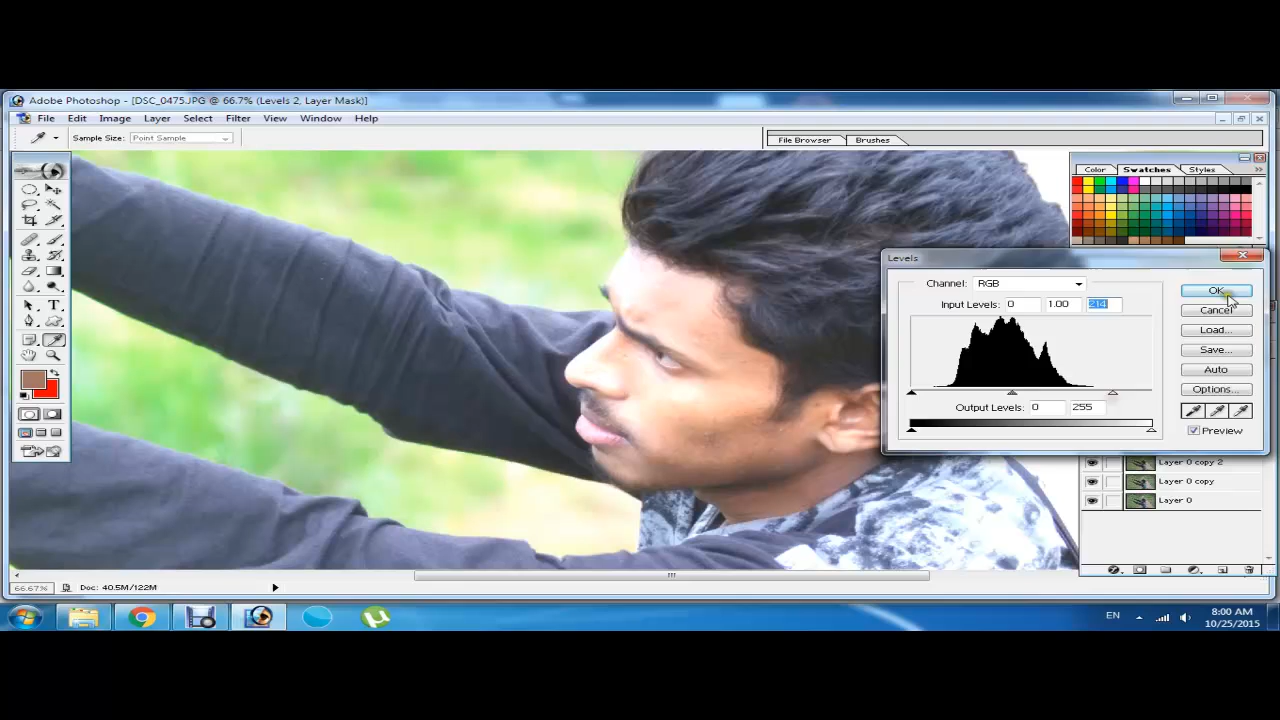 Adobe Photoshop - [DSC_0475.JPG @ 66.7% (Levels 2, Layer Mask)]
File Edit Image Layer Select Filter View Window Help
Sample Size: Point Sample
File Browser Brushes
Color Swatches Styles
Levels
Channel: RGB
OK
Input Levels: 0 1.00 214
Cancel
Load...
Save...
Auto
Options...
Output Levels: 0 255
Preview
Layer 0 copy 2
Layer 0 copy
Layer 0
66.67% Doc: 40.5M/122M
EN
8:00 AM
10/25/2015